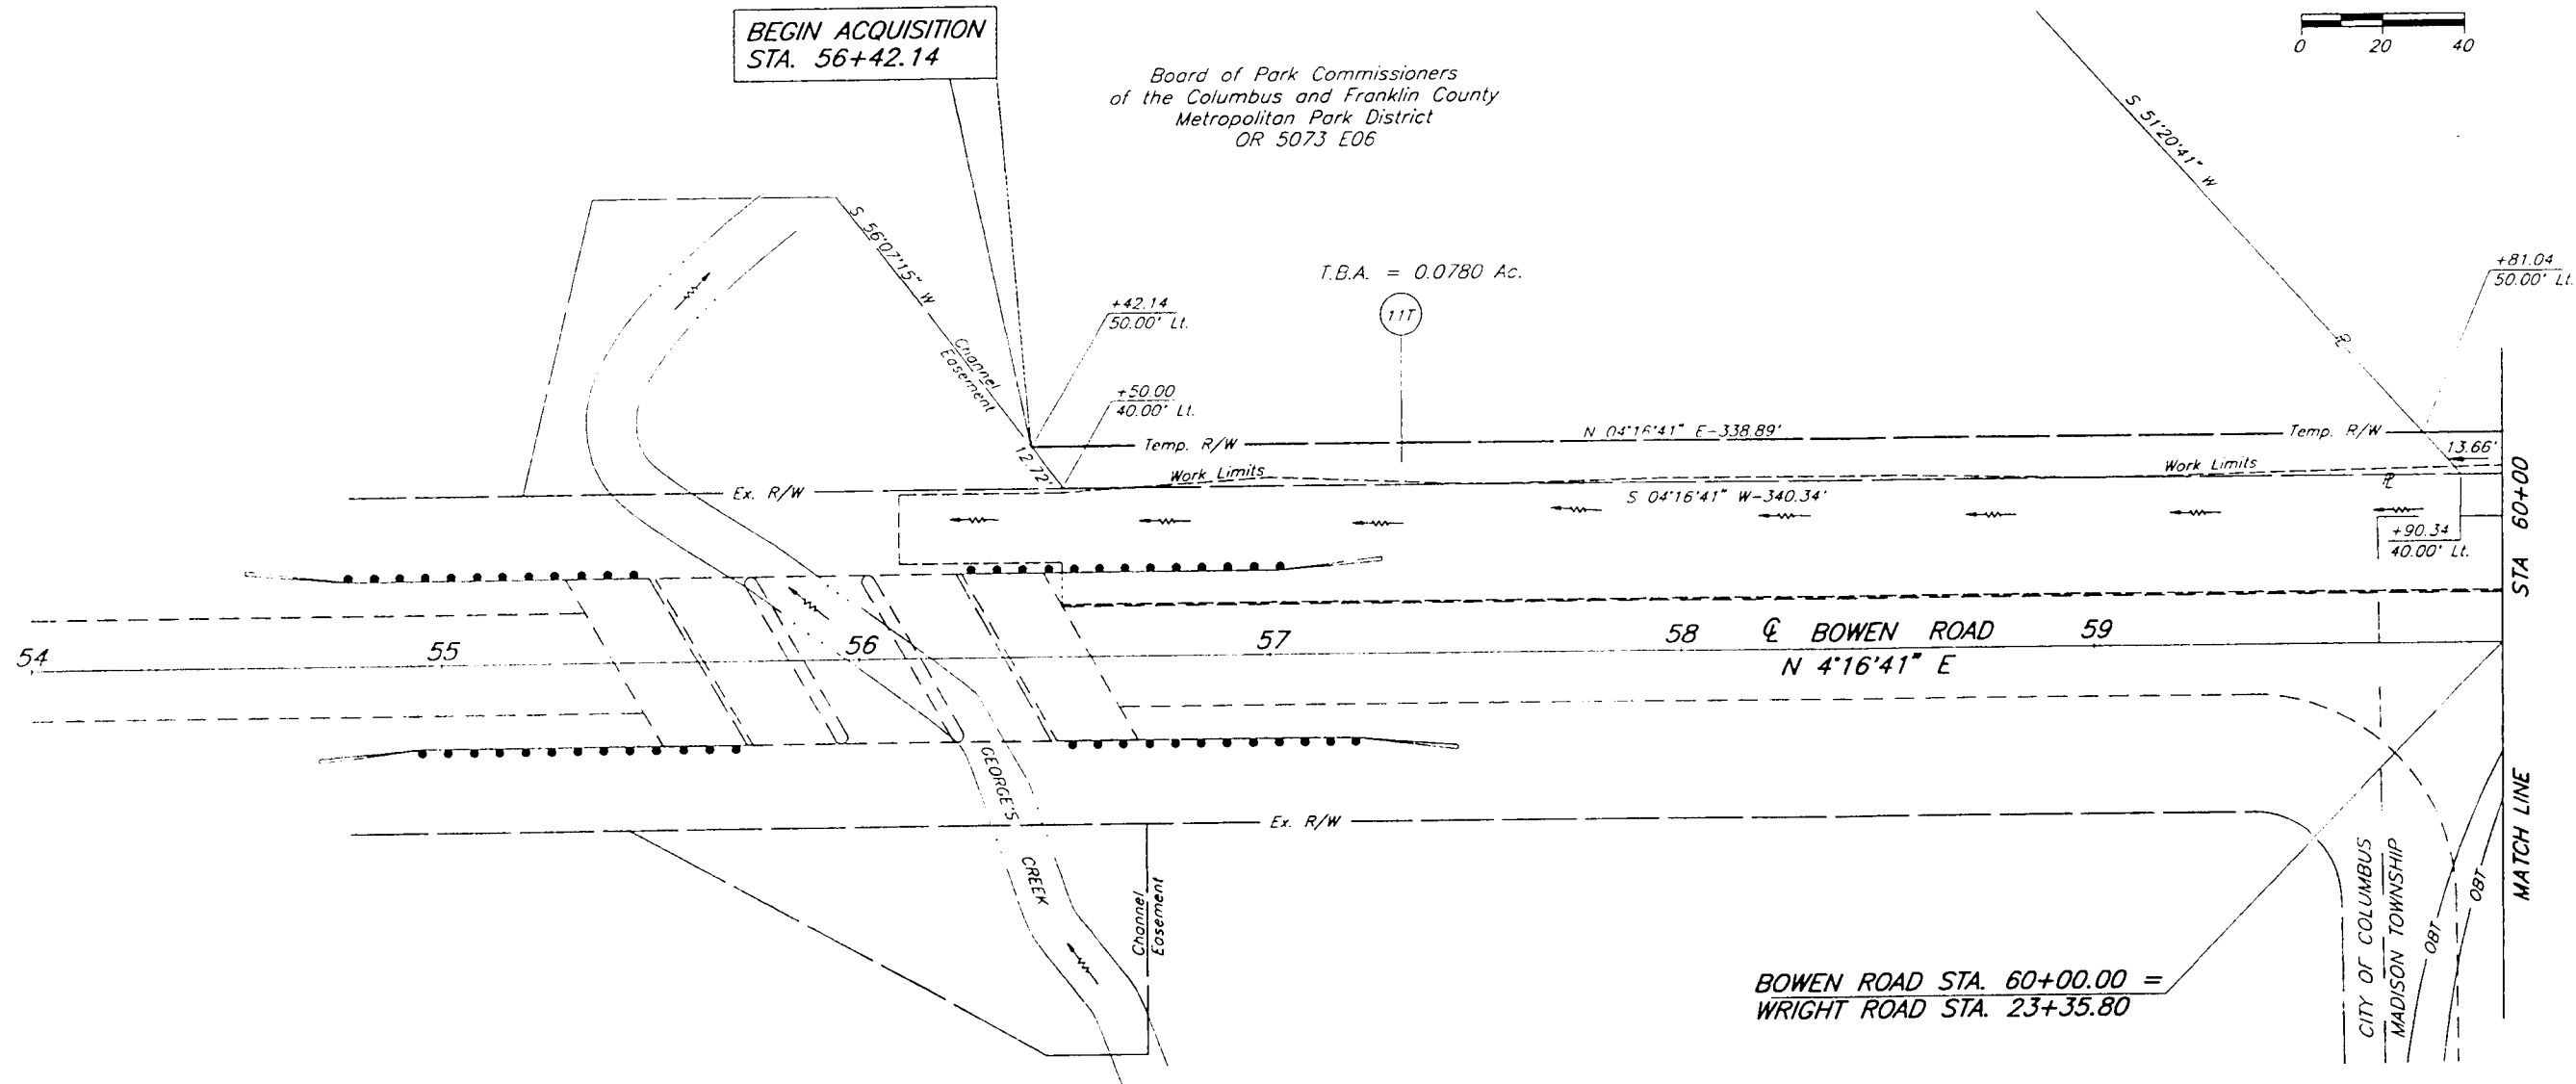 BEGIN ACQUISITION
STA. 56+42.14
Board of Park Commissioners
of the Columbus and Franklin County
Metropolitan Park District
OR 5073 E06
0 20 40
S 51°20'41" W
S 56°07'15" W
Channel
Easement
T.B.A. = 0.0780 Ac.
11T
+42.14
50.00' Lt.
+50.00
40.00' Lt.
+81.04
50.00' Lt.
Temp. R/W
N 04°16'41" E-338.89'
Temp. R/W
12.72'
13.66'
Work Limits
Work Limits
Ex. R/W
S 04°16'41" W-340.34'
+90.34
40.00' Lt.
STA 60+00
54 55 56 57 58 59
℄ BOWEN ROAD
N 4°16'41" E
GEORGE'S
CREEK
Ex. R/W
Channel
Easement
MATCH LINE
CITY OF COLUMBUS
MADISON TOWNSHIP
OBT
OBT
BOWEN ROAD STA. 60+00.00 =
WRIGHT ROAD STA. 23+35.80